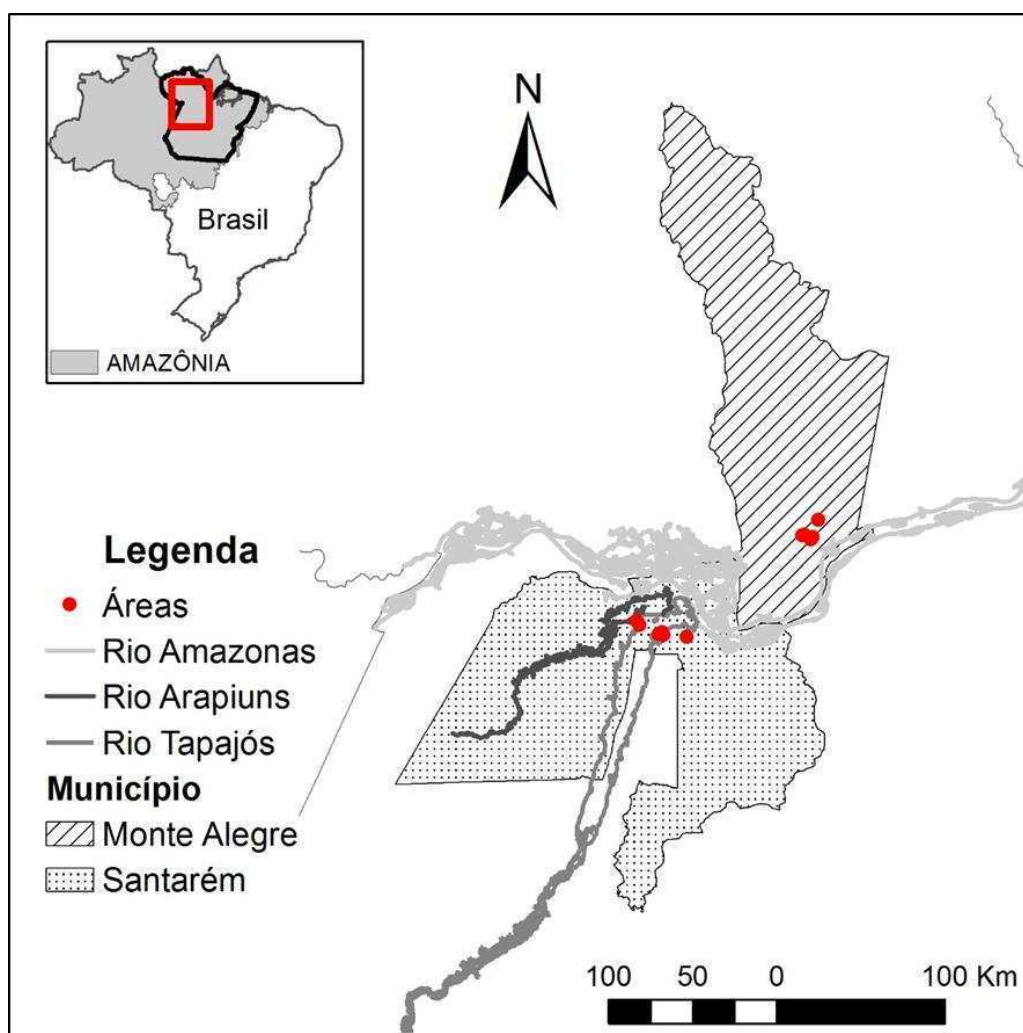 Brasil
AMAZÔNIA
N
Legenda
Áreas
Rio Amazonas
Rio Arapiuns
Rio Tapajós
Município
Monte Alegre
Santarém
100 50 0 100 Km